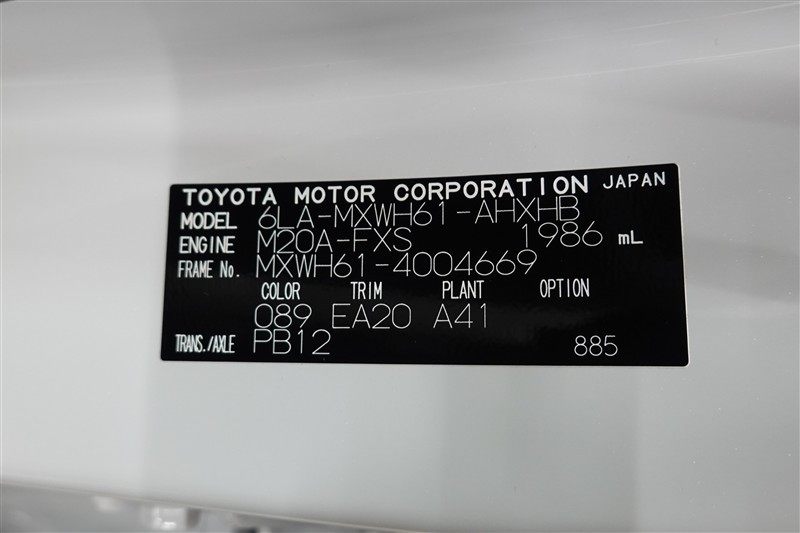 TOYOTA MOTOR CORPORATION JAPAN
MODEL 6LA-MXWH61-AHXHB
ENGINE M20A-FXS 1986 mL
FRAME No. MXWH61-4004669
COLOR TRIM PLANT OPTION
089 EA20 A41
TRANS./AXLE PB12 885